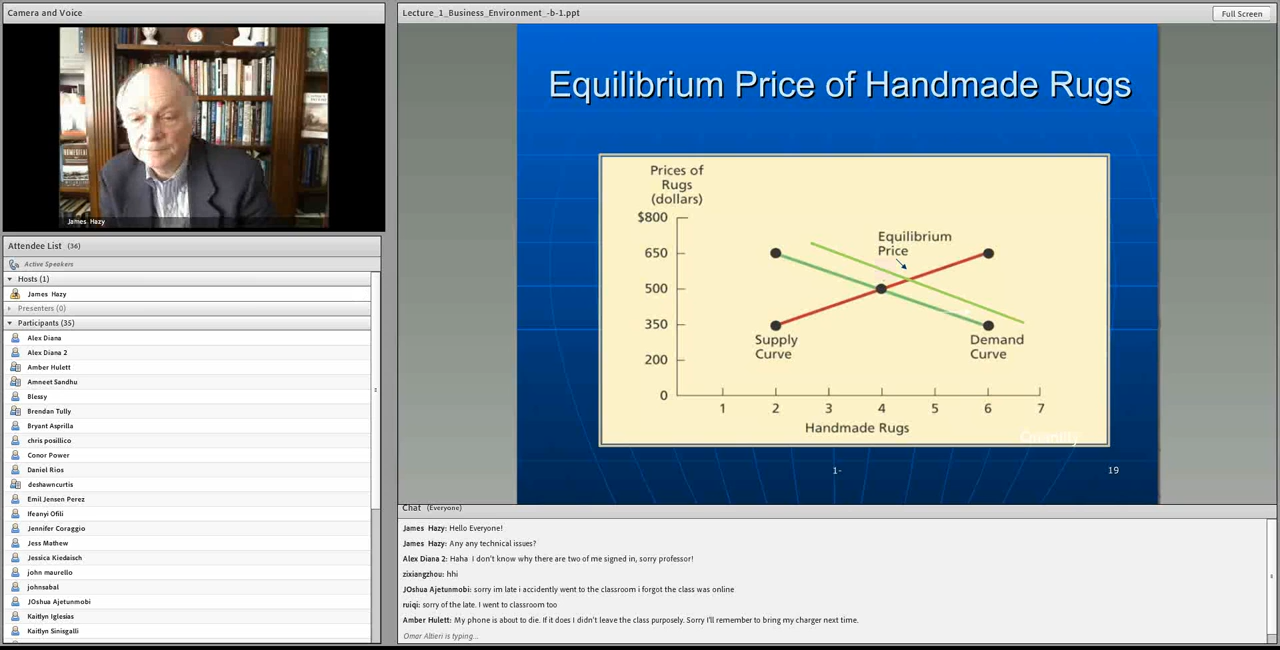 Camera and Voice
James Hazy
Attendee List (36)
Active Speakers
Hosts (1)
James Hazy
Presenters (0)
Participants (35)
Alex Diana
Alex Diana 2
Amber Hulett
Amneet Sandhu
Blessy
Brendan Tully
Bryant Asprilla
chris posillico
Conor Power
Daniel Rios
deshawncurtis
Emil Jensen Perez
Ifeanyi Ofili
Jennifer Coraggio
Jess Mathew
Jessica Kiedaisch
john maurello
johnsabal
JOshua Ajetunmobi
Kaitlyn Iglesias
Kaitlyn Sinisgalli
Lecture_1_Business_Environment_-b-1.ppt
Full Screen
Equilibrium Price of Handmade Rugs
Prices of
Rugs
(dollars)
$800
650
500
350
200
0
Equilibrium
Price
Supply
Curve
Demand
Curve
1 2 3 4 5 6 7
Handmade Rugs
Quantity
1-
19
Chat (Everyone)
James Hazy: Hello Everyone!
James Hazy: Any any technical issues?
Alex Diana 2: Haha I don't know why there are two of me signed in, sorry professor!
zixiangzhou: hhi
JOshua Ajetunmobi: sorry im late i accidently went to the classroom i forgot the class was online
ruiqi: sorry of the late. I went to classroom too
Amber Hulett: My phone is about to die. If it does I didn't leave the class purposely. Sorry I'll remember to bring my charger next time.
Omar Altieri is typing...